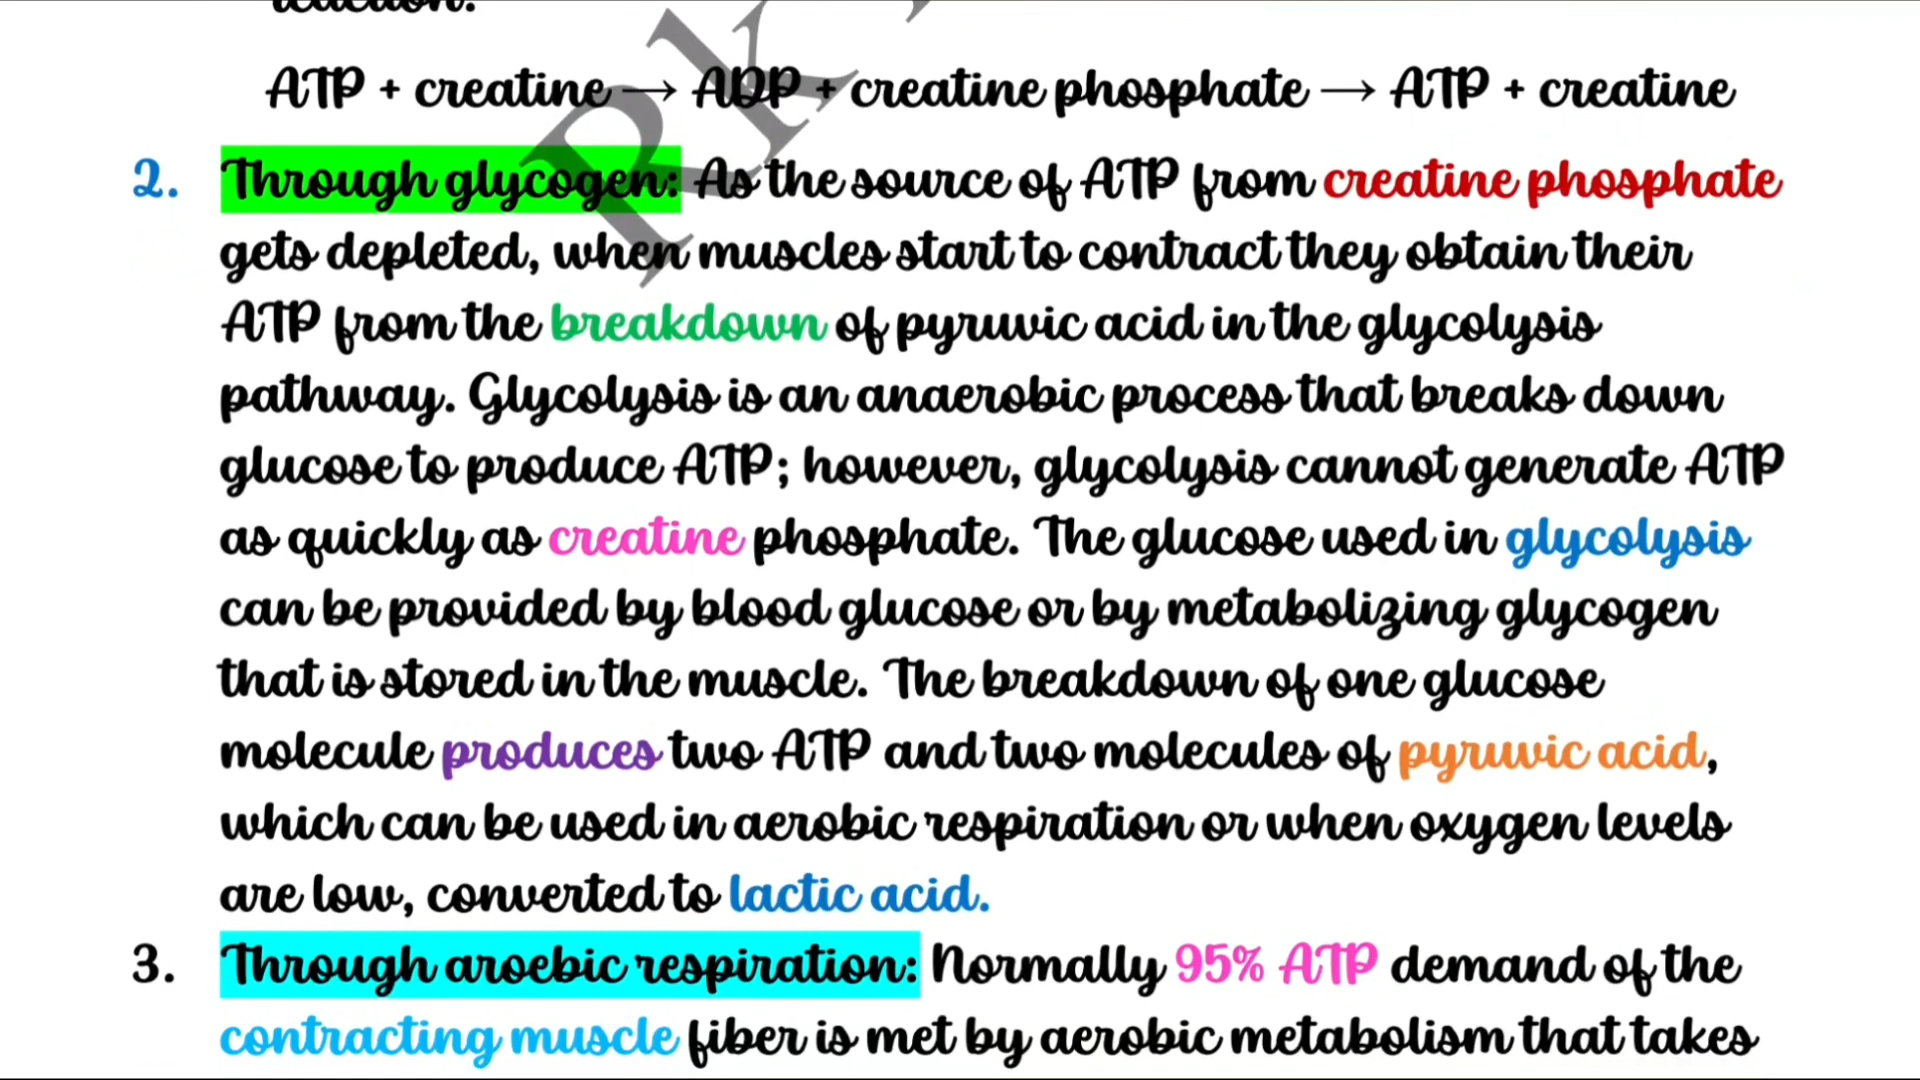 reaction.
ATP + creatine → ADP + creatine phosphate → ATP + creatine
2. Through glycogen: As the source of ATP from creatine phosphate
gets depleted, when muscles start to contract they obtain their
ATP from the breakdown of pyruvic acid in the glycolysis
pathway. Glycolysis is an anaerobic process that breaks down
glucose to produce ATP; however, glycolysis cannot generate ATP
as quickly as creatine phosphate. The glucose used in glycolysis
can be provided by blood glucose or by metabolizing glycogen
that is stored in the muscle. The breakdown of one glucose
molecule produces two ATP and two molecules of pyruvic acid,
which can be used in aerobic respiration or when oxygen levels
are low, converted to lactic acid.
3. Through aroebic respiration: Normally 95% ATP demand of the
contracting muscle fiber is met by aerobic metabolism that takes